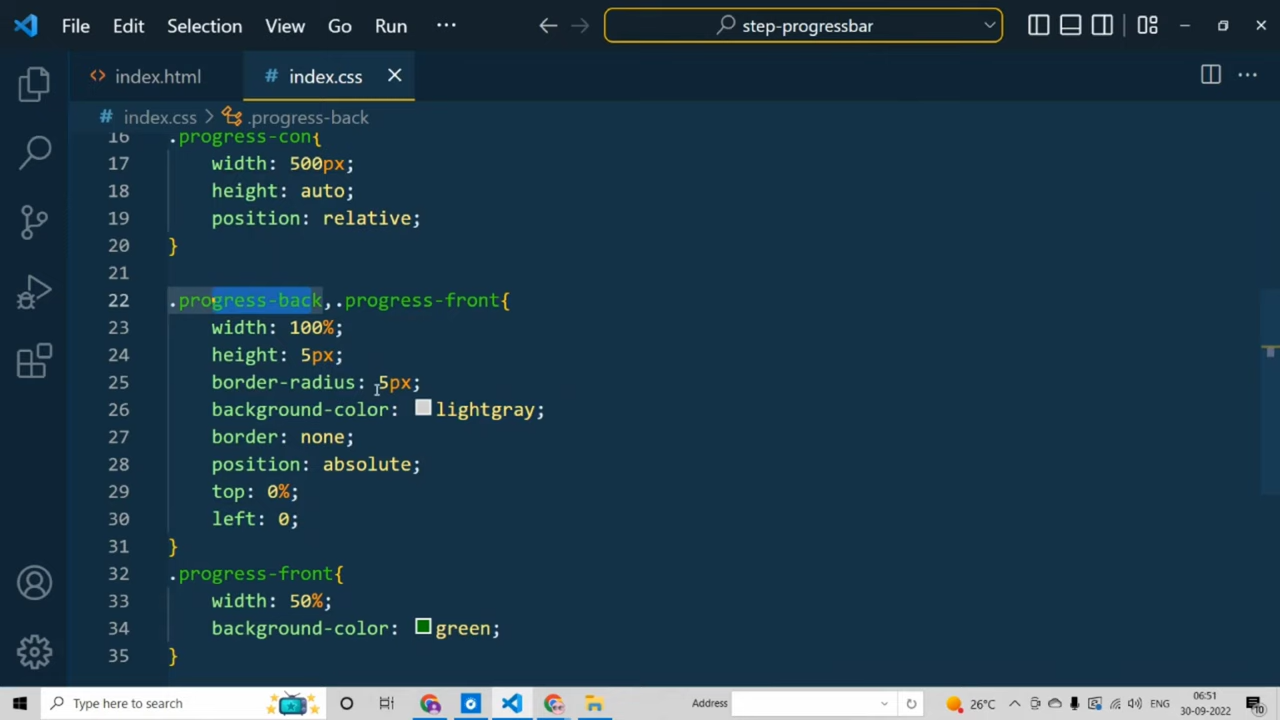 File Edit Selection View Go Run ··· step-progressbar
index.html # index.css
# index.css > .progress-back
16 .progress-con{
17 width: 500px;
18 height: auto;
19 position: relative;
20 }
21
22 .progress-back,.progress-front{
23 width: 100%;
24 height: 5px;
25 border-radius: 5px;
26 background-color: lightgray;
27 border: none;
28 position: absolute;
29 top: 0%;
30 left: 0;
31 }
32 .progress-front{
33 width: 50%;
34 background-color: green;
35 }
Type here to search Address 26°C ENG 06:51
30-09-2022 10